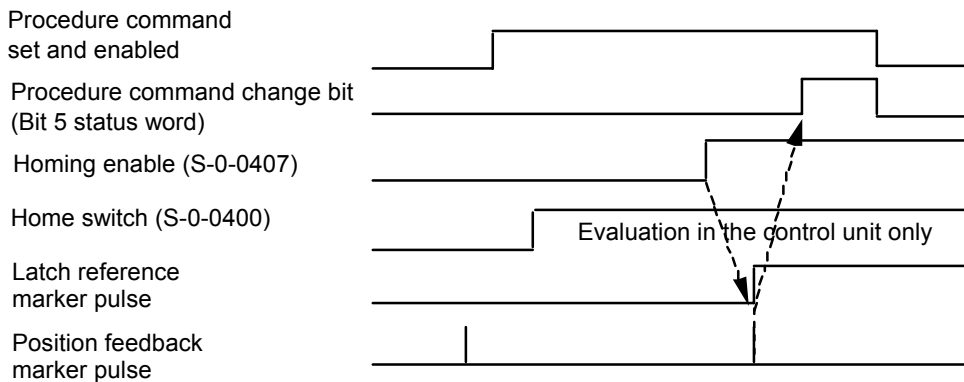 Procedure command
set and enabled
Procedure command change bit
(Bit 5 status word)
Homing enable (S-0-0407)
Home switch (S-0-0400)
Evaluation in the control unit only
Latch reference
marker pulse
Position feedback
marker pulse